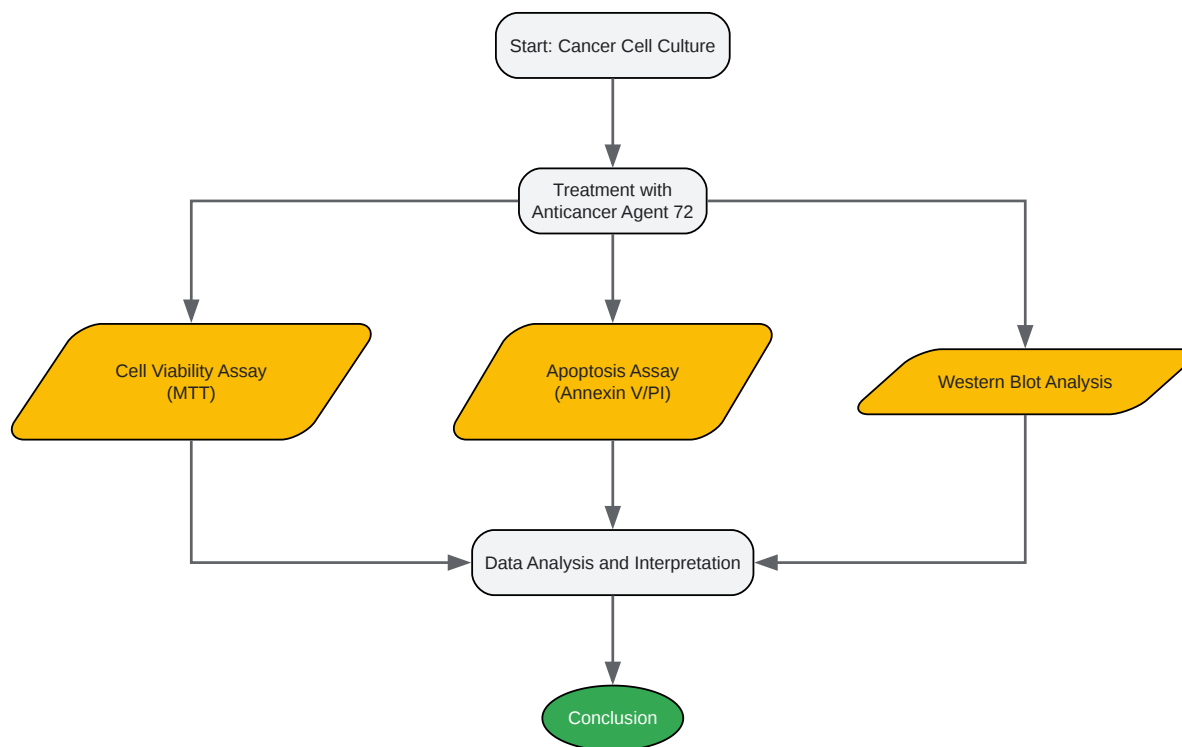 Start: Cancer Cell Culture
Treatment with
Anticancer Agent 72
Cell Viability Assay
(MTT)
Apoptosis Assay
(Annexin V/PI)
Western Blot Analysis
Data Analysis and Interpretation
Conclusion